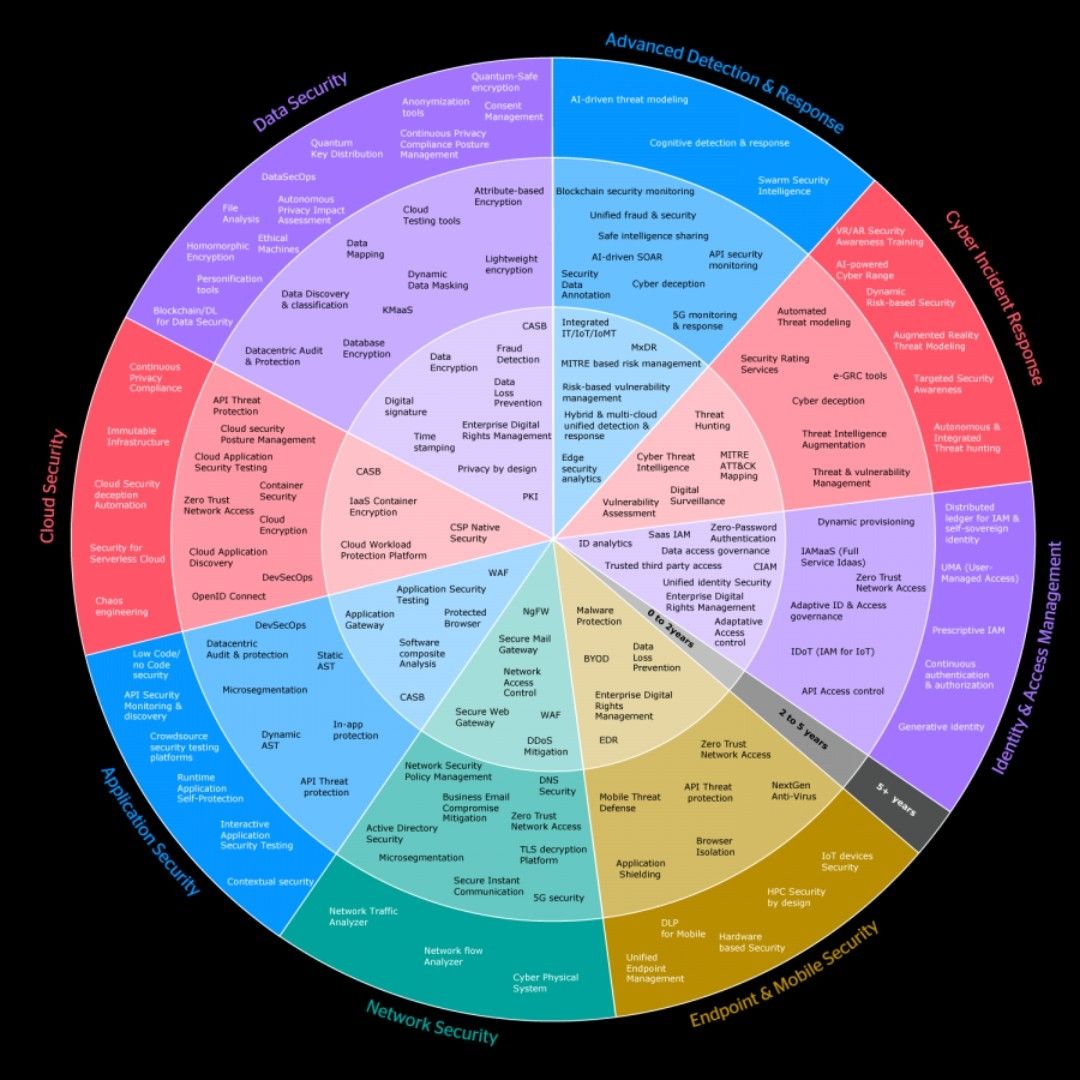 Advanced Detection & Response
AI-driven threat modeling
Cognitive detection & response
Swarm Security
Intelligence
Blockchain security monitoring
Unified fraud & security
Safe intelligence sharing
AI-driven SOAR
API security
monitoring
Security
Data
Annotation
Cyber deception
5G monitoring
& response
Integrated
IT/IoT/IoMT
MxDR
MITRE based risk management
Risk-based vulnerability
management
Hybrid & multi-cloud
unified detection &
response
Edge
security
analytics
Cyber Incident Response
VR/AR Security
Awareness Training
AI-powered
Cyber Range
Dynamic
Risk-based Security
Augmented Reality
Threat Modeling
Targeted Security
Awareness
Autonomous &
Integrated
Threat hunting
Automated
Threat modeling
Security Rating
Services
e-GRC tools
Cyber deception
Threat Intelligence
Augmentation
Threat & vulnerability
Management
Threat
Hunting
Cyber Threat
Intelligence
MITRE
ATT&CK
Mapping
Digital
Surveillance
Vulnerability
Assessment
Identity & Access Management
Distributed
ledger for IAM &
self-sovereign
identity
UMA (User-
Managed Access)
Prescriptive IAM
Continuous
authentication
& authorization
Generative identity
Dynamic provisioning
IAMaaS (Full
Service Idaas)
Zero Trust
Network Access
Adaptive ID & Access
governance
IDoT (IAM for IoT)
API Access control
Zero-Password
Authentication
Saas IAM
ID analytics
Data access governance
Trusted third party access
CIAM
Unified identity Security
Enterprise Digital
Rights Management
Adaptative
Access
control
0 to 2years
2 to 5 years
5+ years
Endpoint & Mobile Security
IoT devices
Security
HPC Security
by design
DLP
for Mobile
Hardware
based Security
Unified
Endpoint
Management
Zero Trust
Network Access
NextGen
Anti-Virus
API Threat
protection
Mobile Threat
Defense
Browser
Isolation
Application
Shielding
Malware
Protection
BYOD
Data
Loss
Prevention
Enterprise Digital
Rights
Management
EDR
Network Security
Network Traffic
Analyzer
Network flow
Analyzer
Cyber Physical
System
Network Security
Policy Management
DNS
Security
Business Email
Compromise
Mitigation
Zero Trust
Network Access
Active Directory
Security
Microsegmentation
TLS decryption
Platform
Secure Instant
Communication
5G security
NgFW
Secure Mail
Gateway
Network
Access
Control
Secure Web
Gateway
WAF
DDoS
Mitigation
Application Security
Low Code/
no Code
security
API Security
Monitoring &
discovery
Crowdsource
security testing
platforms
Runtime
Application
Self-Protection
Interactive
Application
Security Testing
Contextual security
DevSecOps
Datacentric
Audit & protection
Static
AST
Microsegmentation
In-app
protection
Dynamic
AST
API Threat
protection
WAF
Application Security
Testing
Application
Gateway
Protected
Browser
Software
composite
Analysis
CASB
Cloud Security
Continuous
Privacy
Compliance
Immutable
Infrastructure
Cloud Security
deception
Automation
Security for
Serverless Cloud
Chaos
engineering
API Threat
Protection
Cloud security
Posture Management
Cloud Application
Security Testing
Container
Security
Zero Trust
Network Access
Cloud
Encryption
Cloud Application
Discovery
DevSecOps
OpenID Connect
CASB
IaaS Container
Encryption
CSP Native
Security
Cloud Workload
Protection Platform
Data Security
Quantum-Safe
encryption
Anonymization
tools
Consent
Management
Continuous Privacy
Compliance Posture
Management
Quantum
Key Distribution
DataSecOps
Autonomous
Privacy Impact
Assessment
File
Analysis
Ethical
Machines
Homomorphic
Encryption
Personification
tools
Blockchain/DL
for Data Security
Attribute-based
Encryption
Cloud
Testing tools
Data
Mapping
Lightweight
encryption
Dynamic
Data Masking
Data Discovery
& classification
KMaaS
Database
Encryption
Datacentric Audit
& Protection
CASB
Fraud
Detection
Data
Encryption
Data
Loss
Prevention
Digital
signature
Enterprise Digital
Rights Management
Time
stamping
Privacy by design
PKI